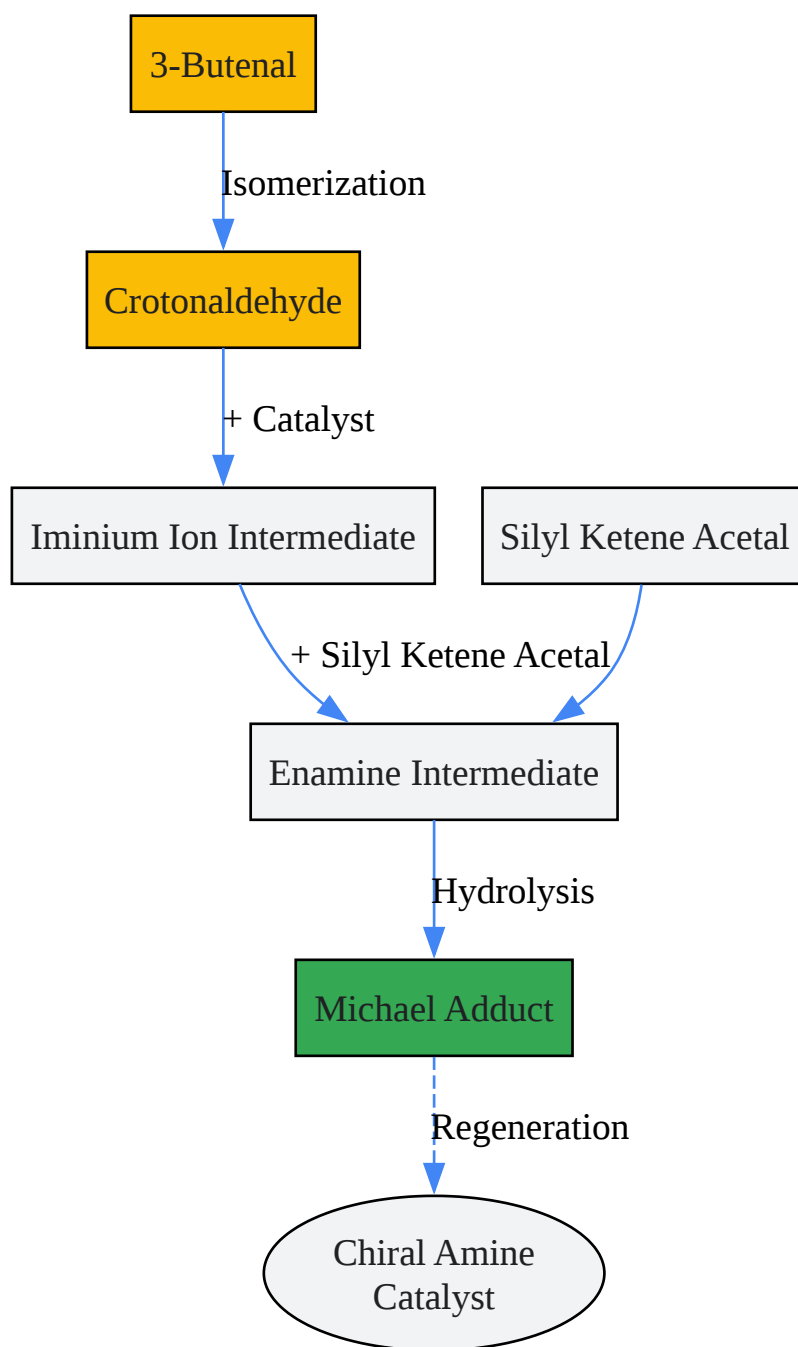 3-Butenal
Isomerization
Crotonaldehyde
+ Catalyst
Iminium Ion Intermediate
Silyl Ketene Acetal
+ Silyl Ketene Acetal
Enamine Intermediate
Hydrolysis
Michael Adduct
Regeneration
Chiral Amine
Catalyst